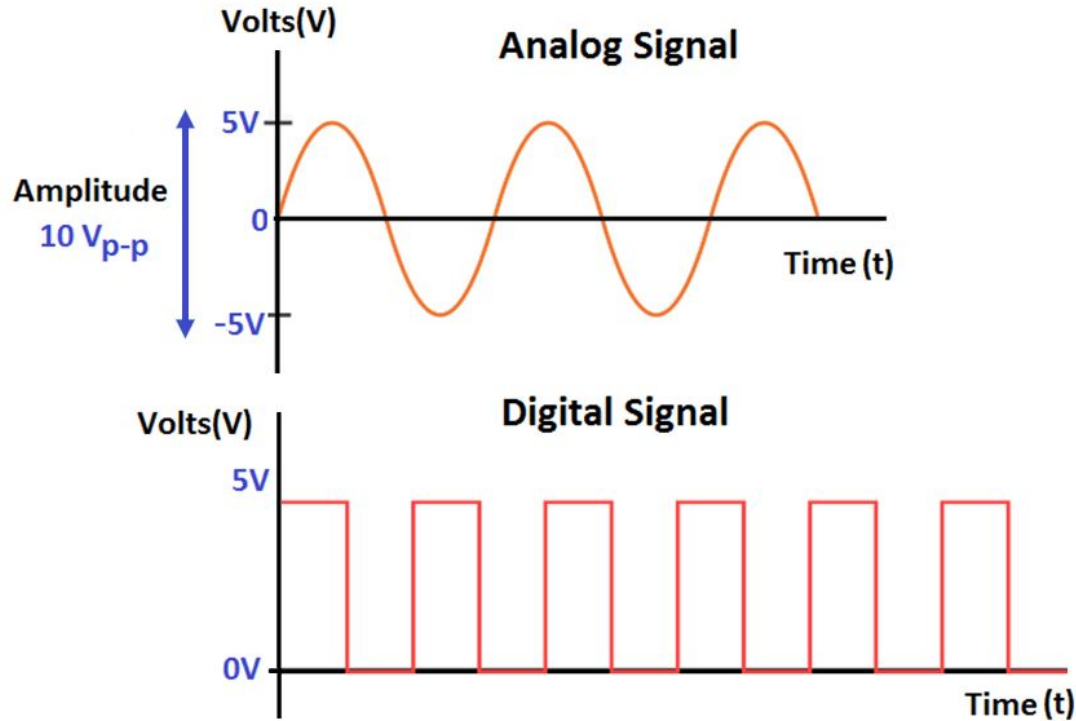 Volts(V)
Analog Signal
5V
Amplitude
10 Vp-p
0
Time (t)
-5V
Digital Signal
Volts(V)
5V
0V
Time (t)